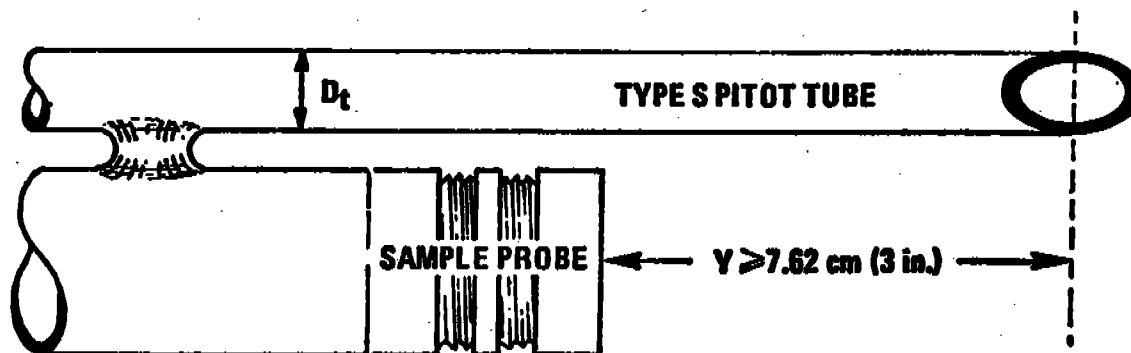 Dt
TYPE S PITOT TUBE
SAMPLE PROBE
Y ⩾ 7.62 cm (3 in.)